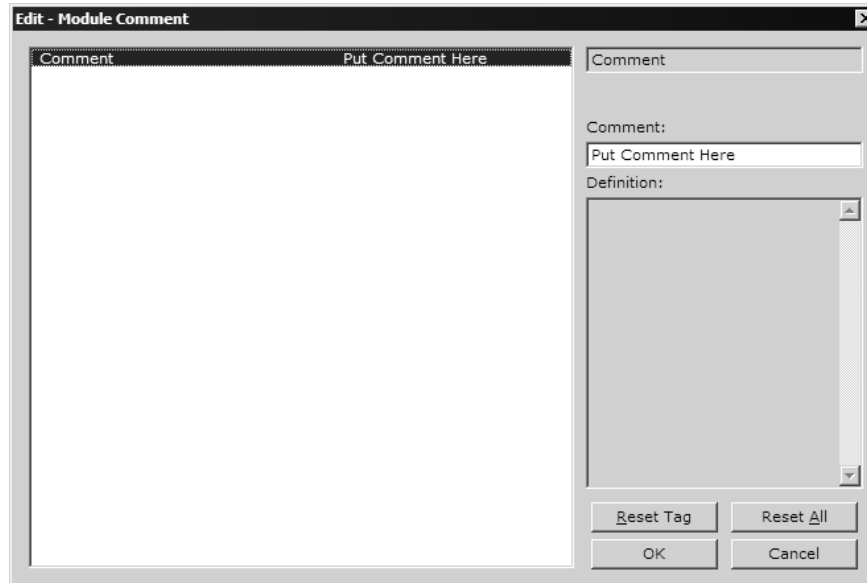 Edit - Module Comment
Comment Put Comment Here
Comment
Comment:
Put Comment Here
Definition:
Reset Tag Reset All
OK Cancel